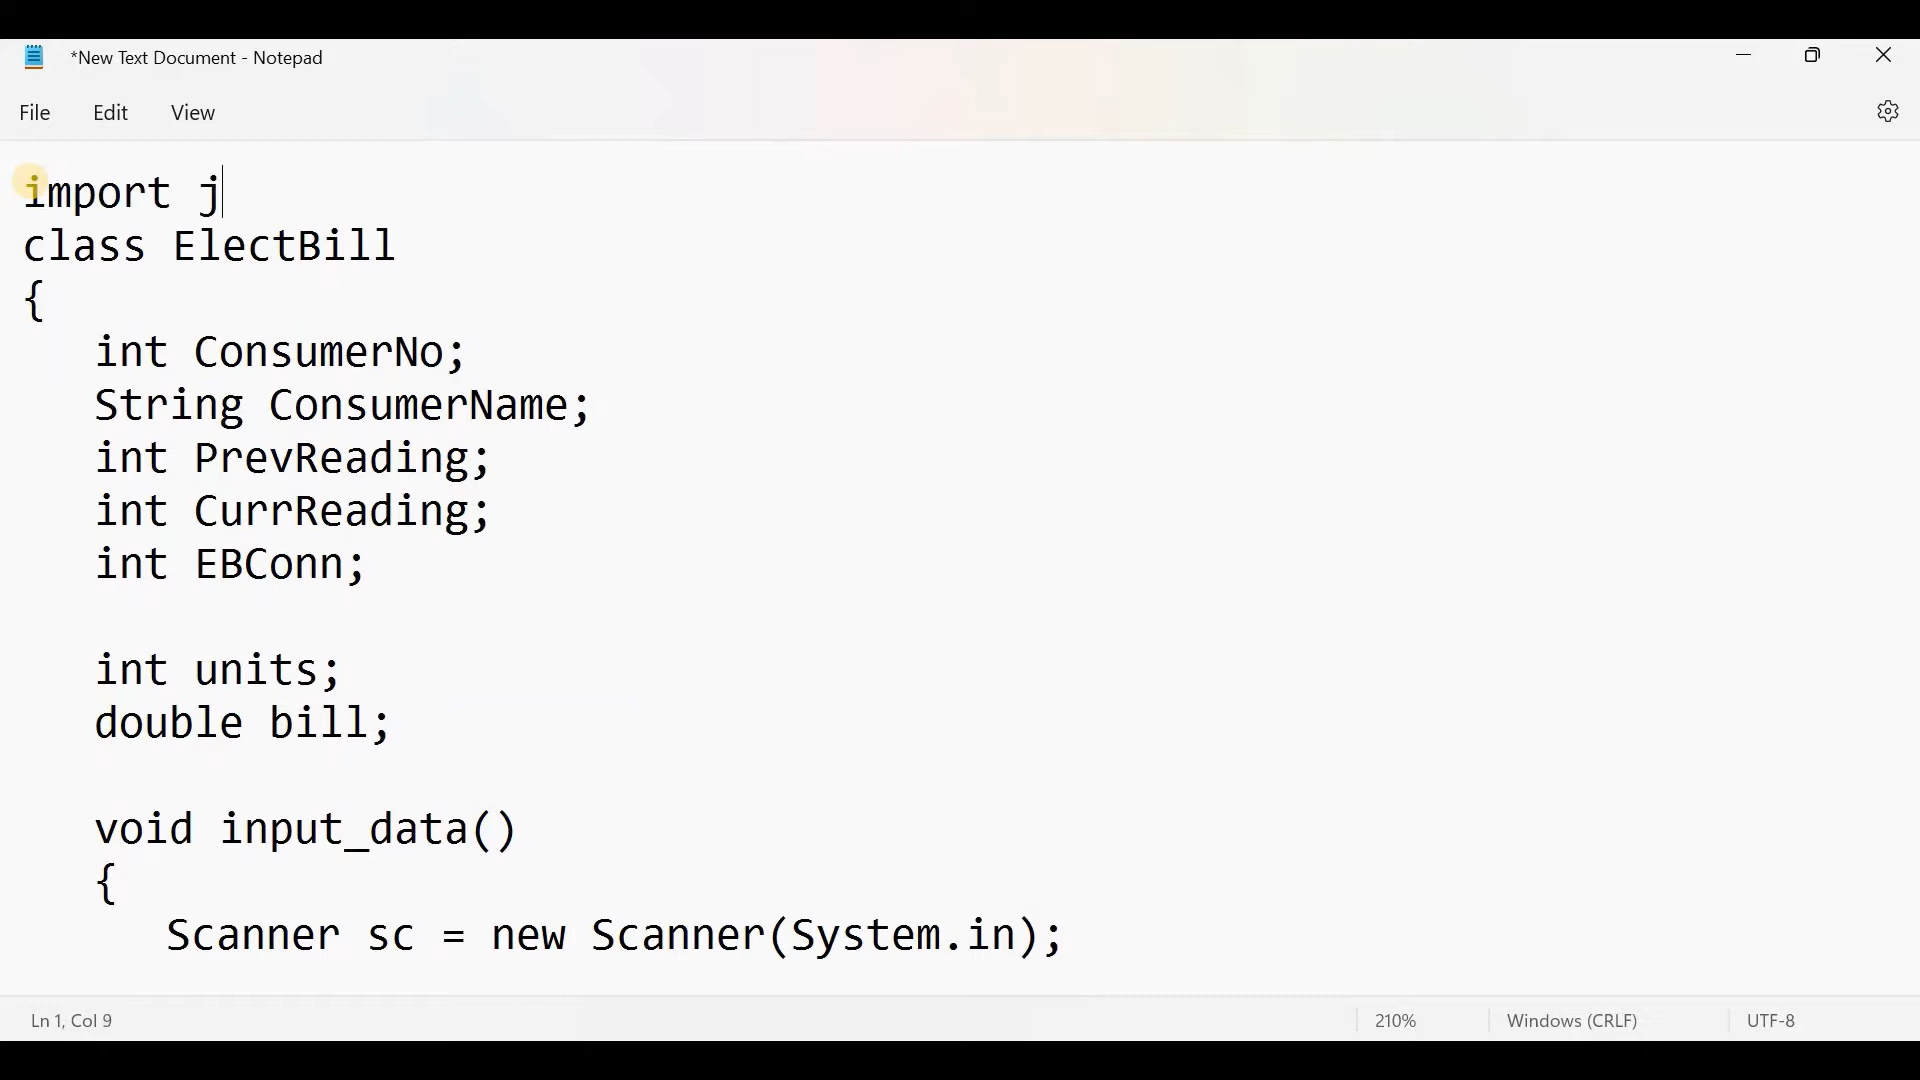 *New Text Document - Notepad
File Edit View
import j
class ElectBill
{
int ConsumerNo;
String ConsumerName;
int PrevReading;
int CurrReading;
int EBConn;
int units;
double bill;
void input_data()
{
Scanner sc = new Scanner(System.in);
Ln 1, Col 9 210% Windows (CRLF) UTF-8